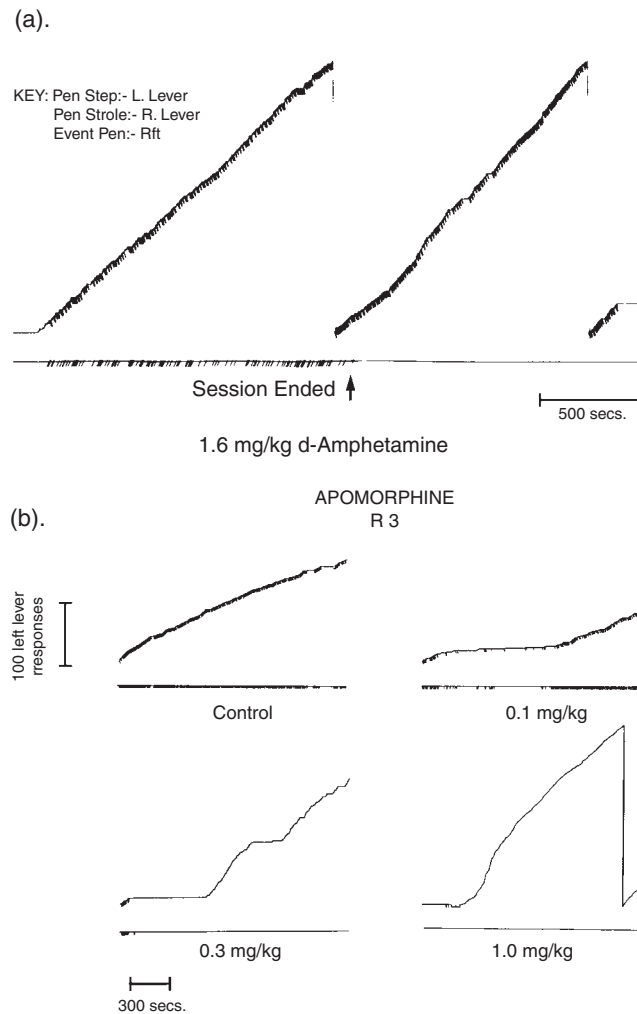 (a).
KEY: Pen Step:- L. Lever
Pen Strole:- R. Lever
Event Pen:- Rft
Session Ended
500 secs.
1.6 mg/kg d-Amphetamine
(b).
APOMORPHINE
R 3
100 left lever
rresponses
Control
0.1 mg/kg
0.3 mg/kg
1.0 mg/kg
300 secs.